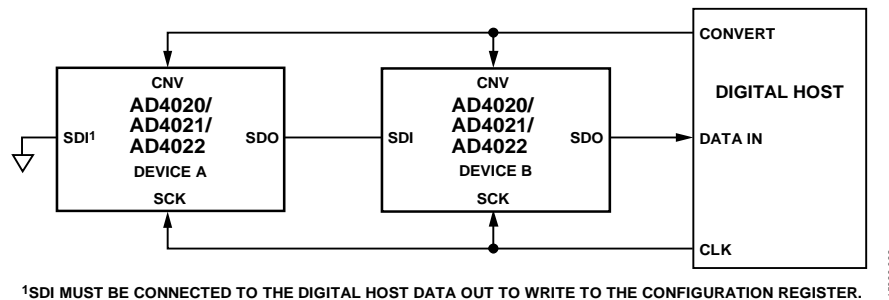 CONVERT
CNV
AD4020/
AD4021/
AD4022
SDI¹
SDO
DEVICE A
SCK
CNV
AD4020/
AD4021/
AD4022
SDI
SDO
DEVICE B
SCK
DIGITAL HOST
DATA IN
CLK
¹SDI MUST BE CONNECTED TO THE DIGITAL HOST DATA OUT TO WRITE TO THE CONFIGURATION REGISTER.